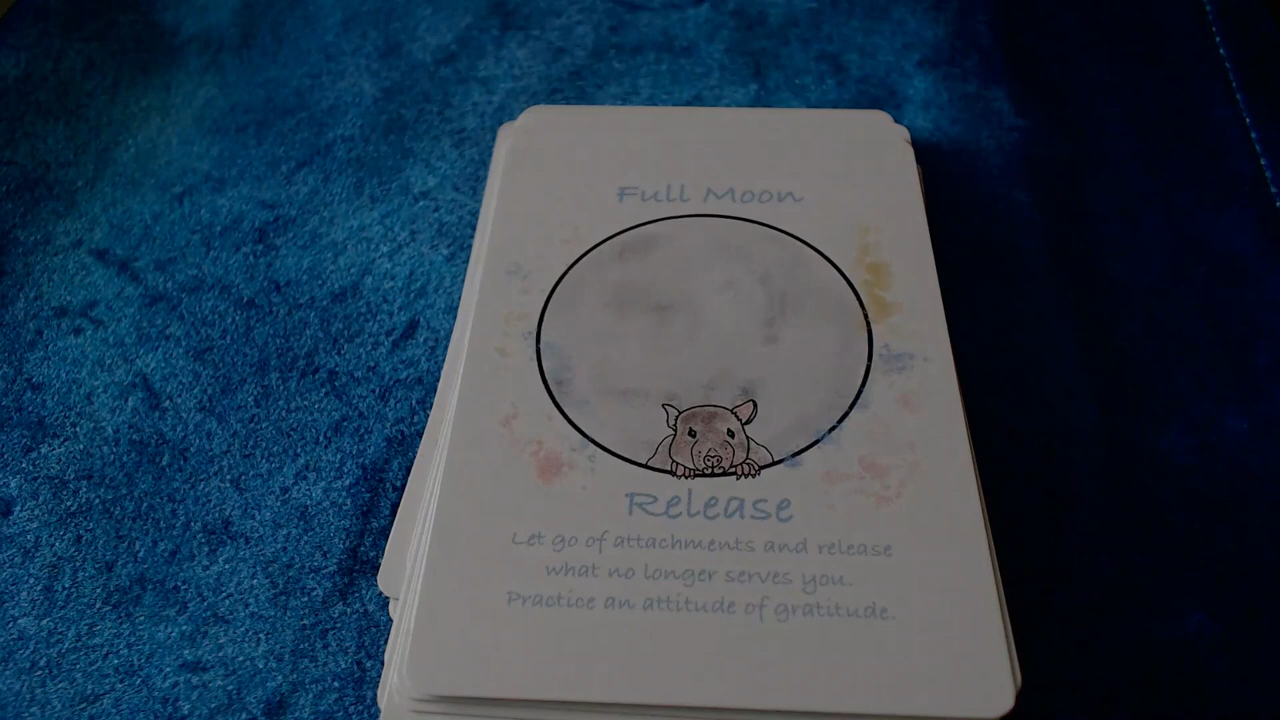 Full Moon
Release
Let go of attachments and release
what no longer serves you.
Practice an attitude of gratitude.